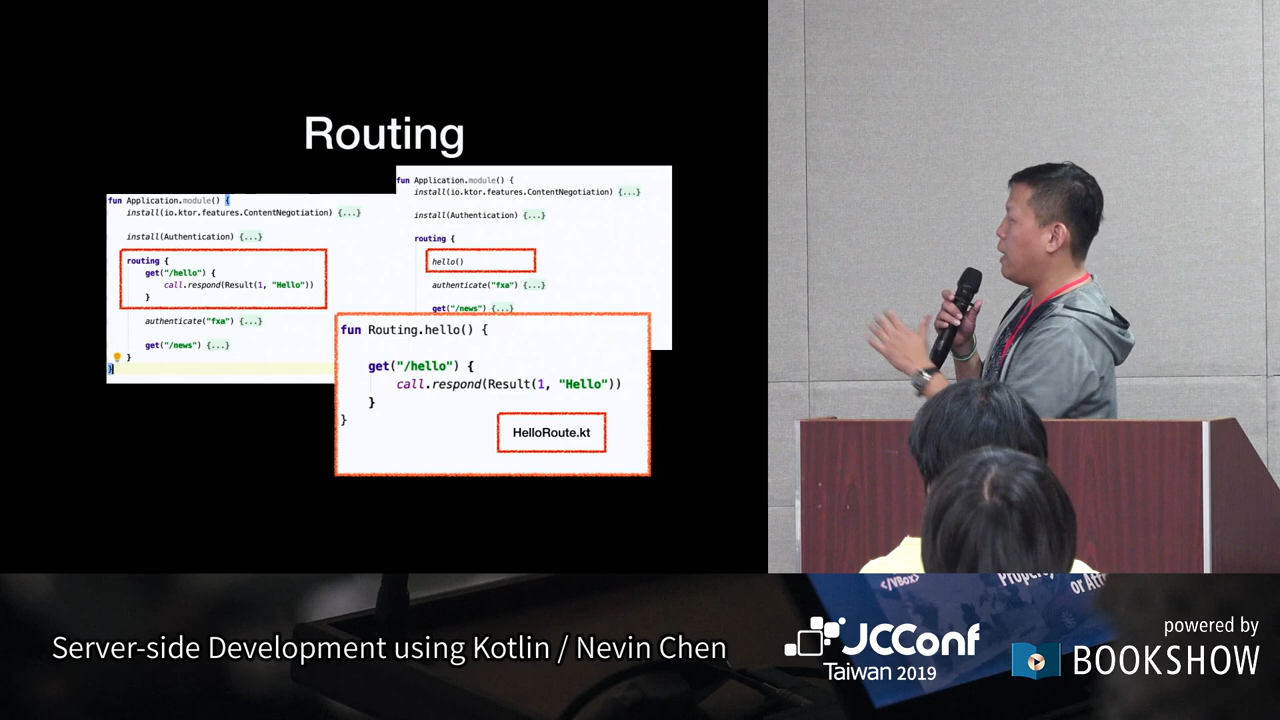 Routing
fun Application.module() {
install(io.ktor.features.ContentNegotiation) {...}
install(Authentication) {...}
routing {
get("/hello") {
call.respond(Result(1, "Hello"))
}
authenticate("fxa") {...}
get("/news") {...}
}
}
fun Application.module() {
install(io.ktor.features.ContentNegotiation) {...}
install(Authentication) {...}
routing {
hello()
authenticate("fxa") {...}
get("/news") {...}
fun Routing.hello() {
get("/hello") {
call.respond(Result(1, "Hello"))
}
}
HelloRoute.kt
</VBox>
or
Server-side Development using Kotlin / Nevin Chen
JCConf
Taiwan 2019
powered by
BOOKSHOW